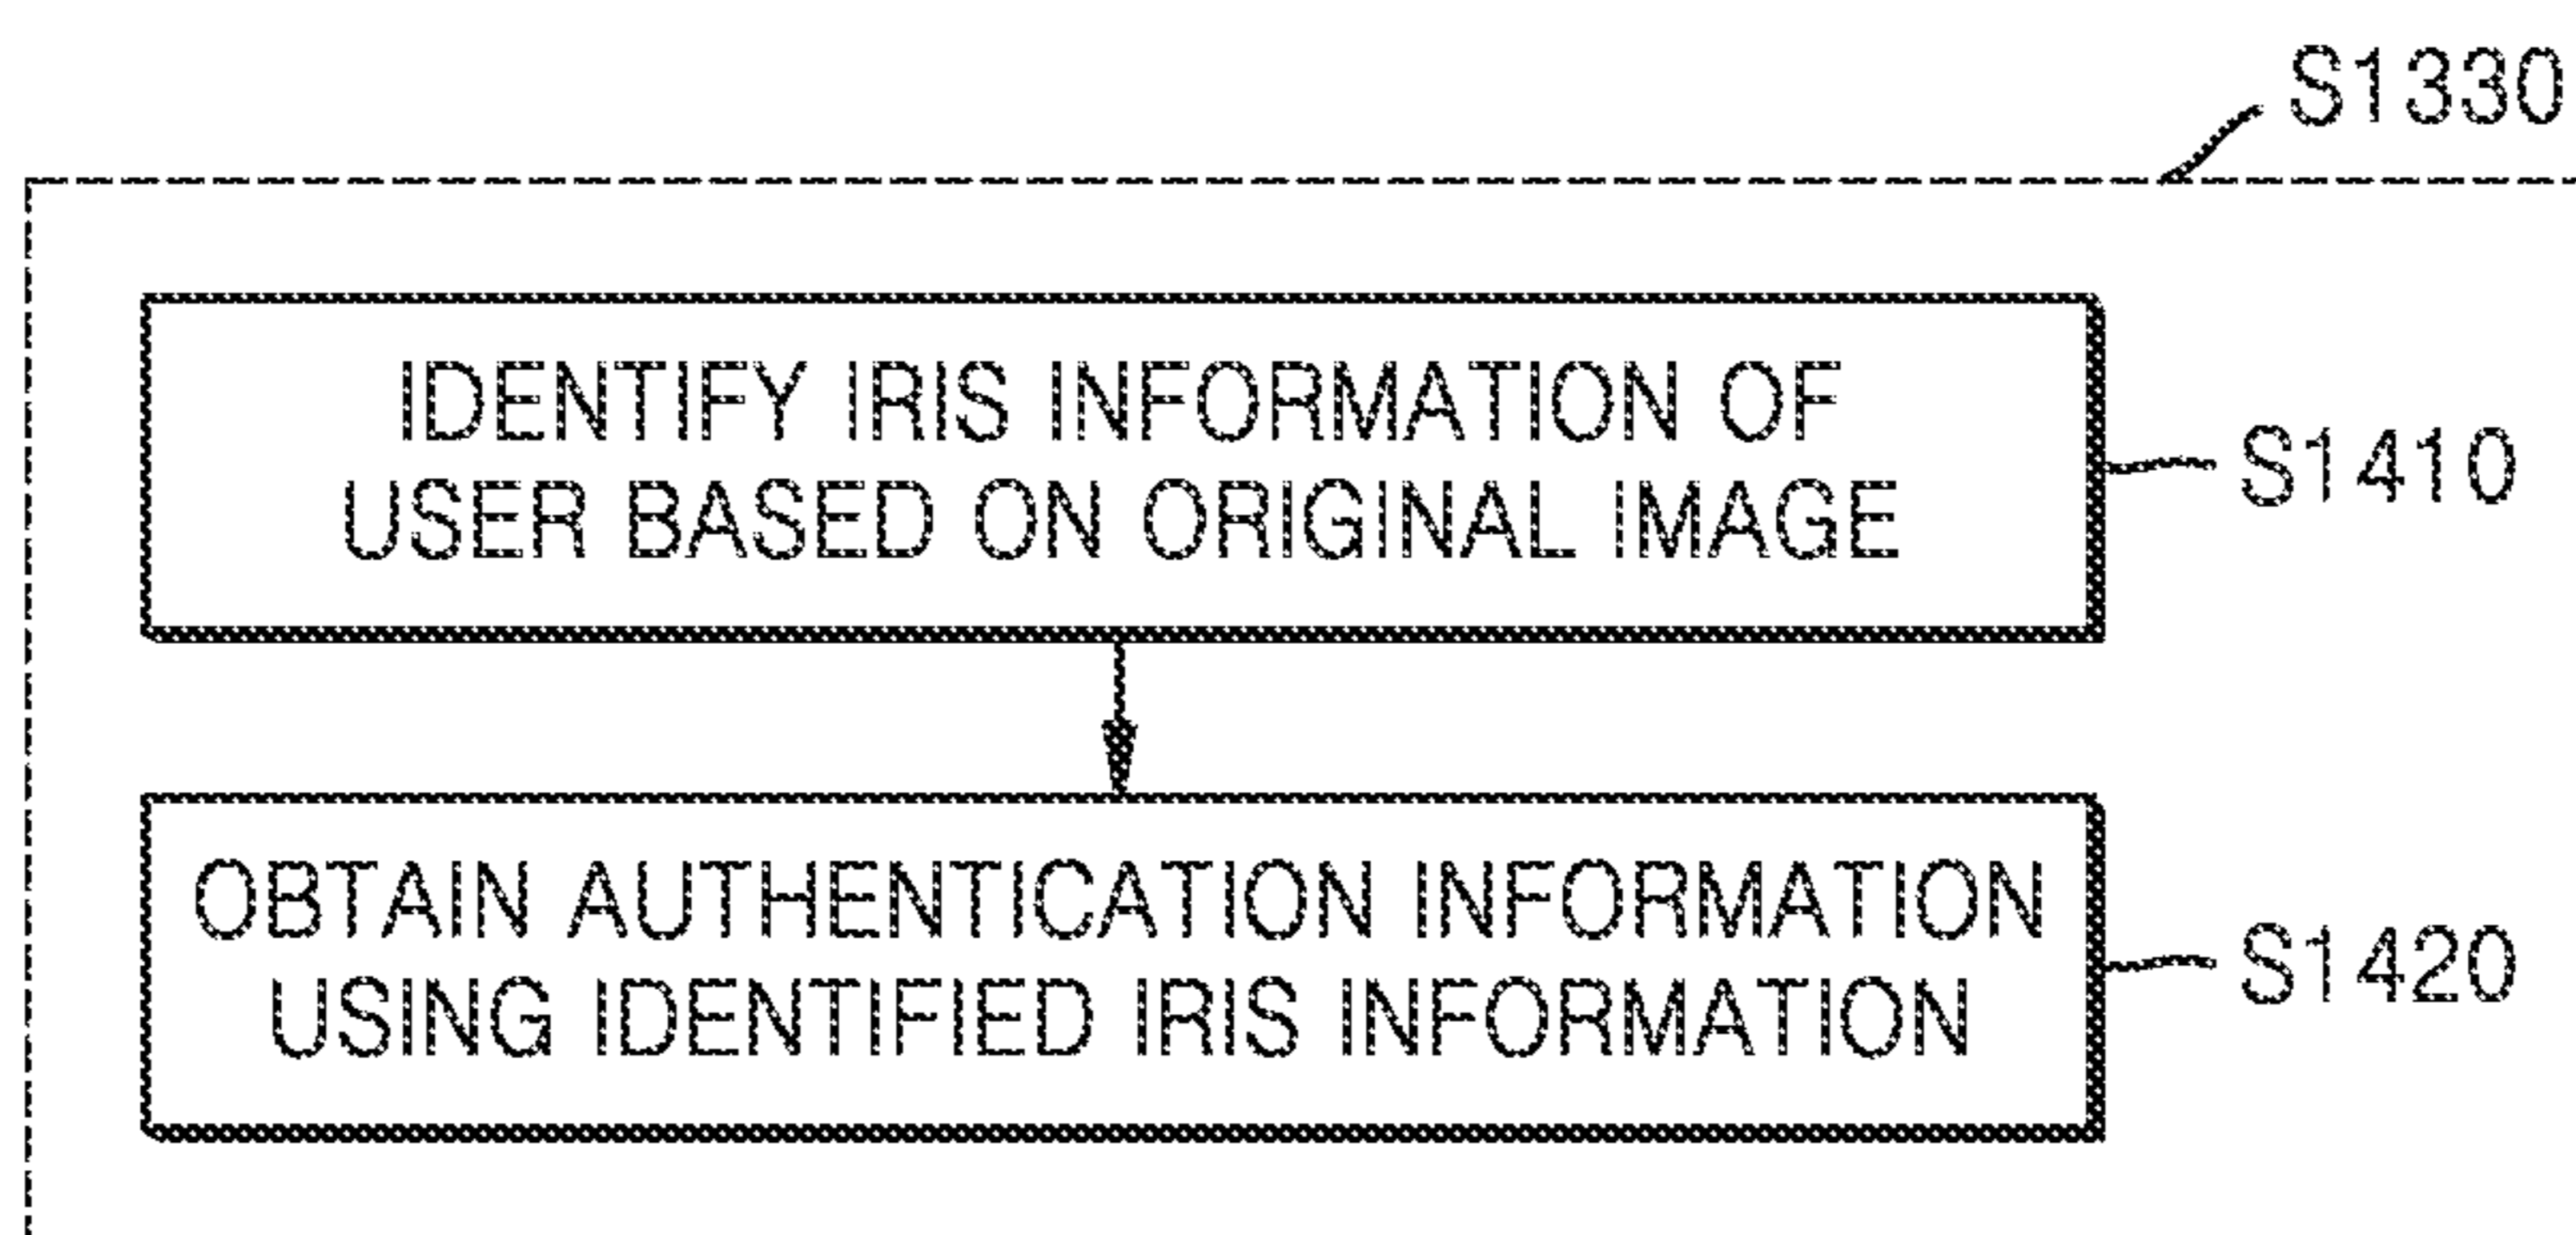 S1330
IDENTIFY IRIS INFORMATION OF
USER BASED ON ORIGINAL IMAGE
S1410
OBTAIN AUTHENTICATION INFORMATION
USING IDENTIFIED IRIS INFORMATION
S1420